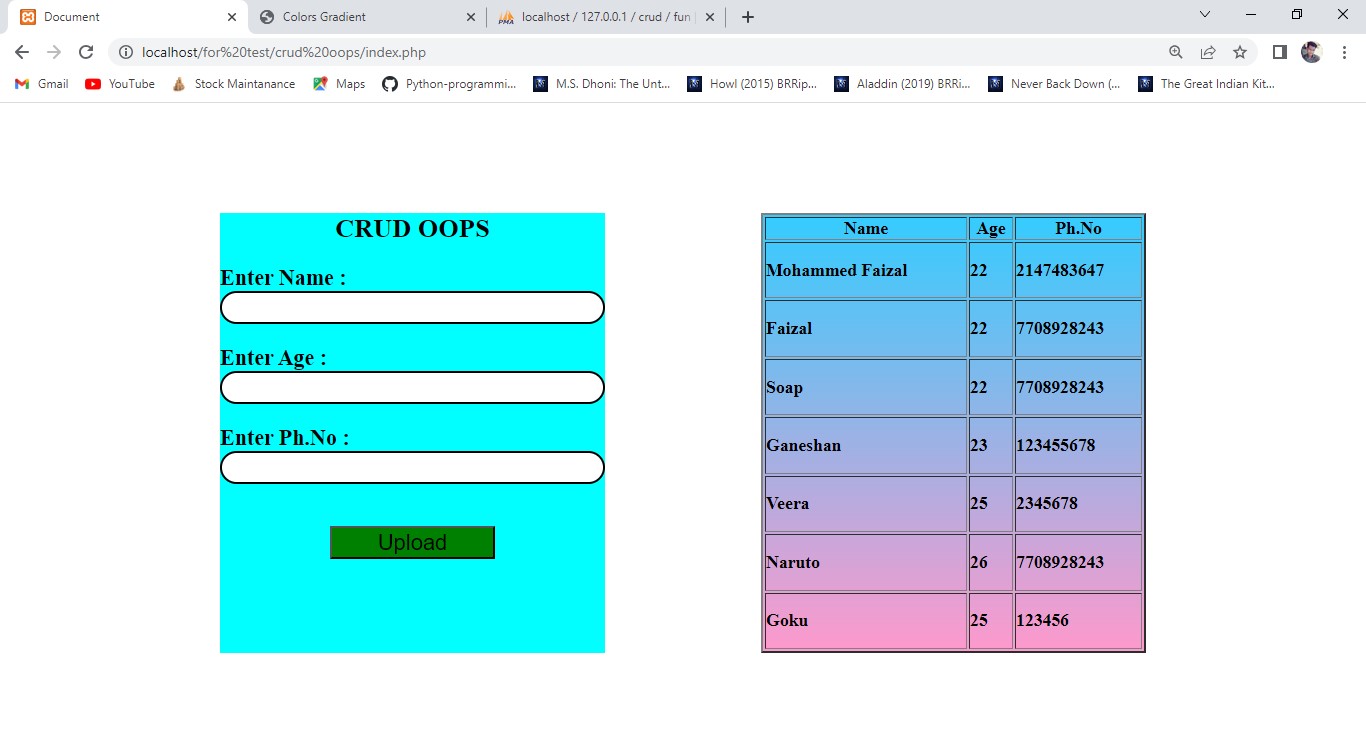 Document
Colors Gradient
localhost / 127.0.0.1 / crud / fun
localhost/for%20test/crud%20oops/index.php
Gmail YouTube Stock Maintanance Maps Python-programmi... M.S. Dhoni: The Unt... Howl (2015) BRRip... Aladdin (2019) BRRi... Never Back Down (... The Great Indian Kit...
CRUD OOPS
Enter Name :
Enter Age :
Enter Ph.No :
Upload
Name Age Ph.No
Mohammed Faizal 22 2147483647
Faizal 22 7708928243
Soap 22 7708928243
Ganeshan 23 123455678
Veera 25 2345678
Naruto 26 7708928243
Goku 25 123456